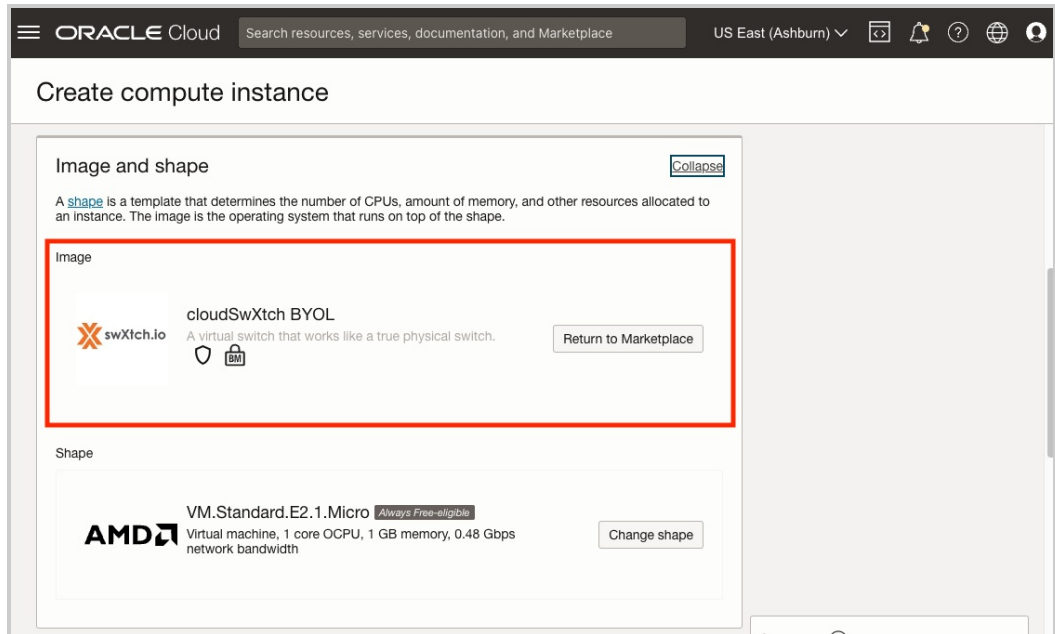 ORACLE Cloud
Search resources, services, documentation, and Marketplace
US East (Ashburn)
Create compute instance
Image and shape
Collapse
A shape is a template that determines the number of CPUs, amount of memory, and other resources allocated to
an instance. The image is the operating system that runs on top of the shape.
Image
swXtch.io
cloudSwXtch BYOL
A virtual switch that works like a true physical switch.
BM
Return to Marketplace
Shape
AMD
VM.Standard.E2.1.Micro Always Free-eligible
Virtual machine, 1 core OCPU, 1 GB memory, 0.48 Gbps
network bandwidth
Change shape